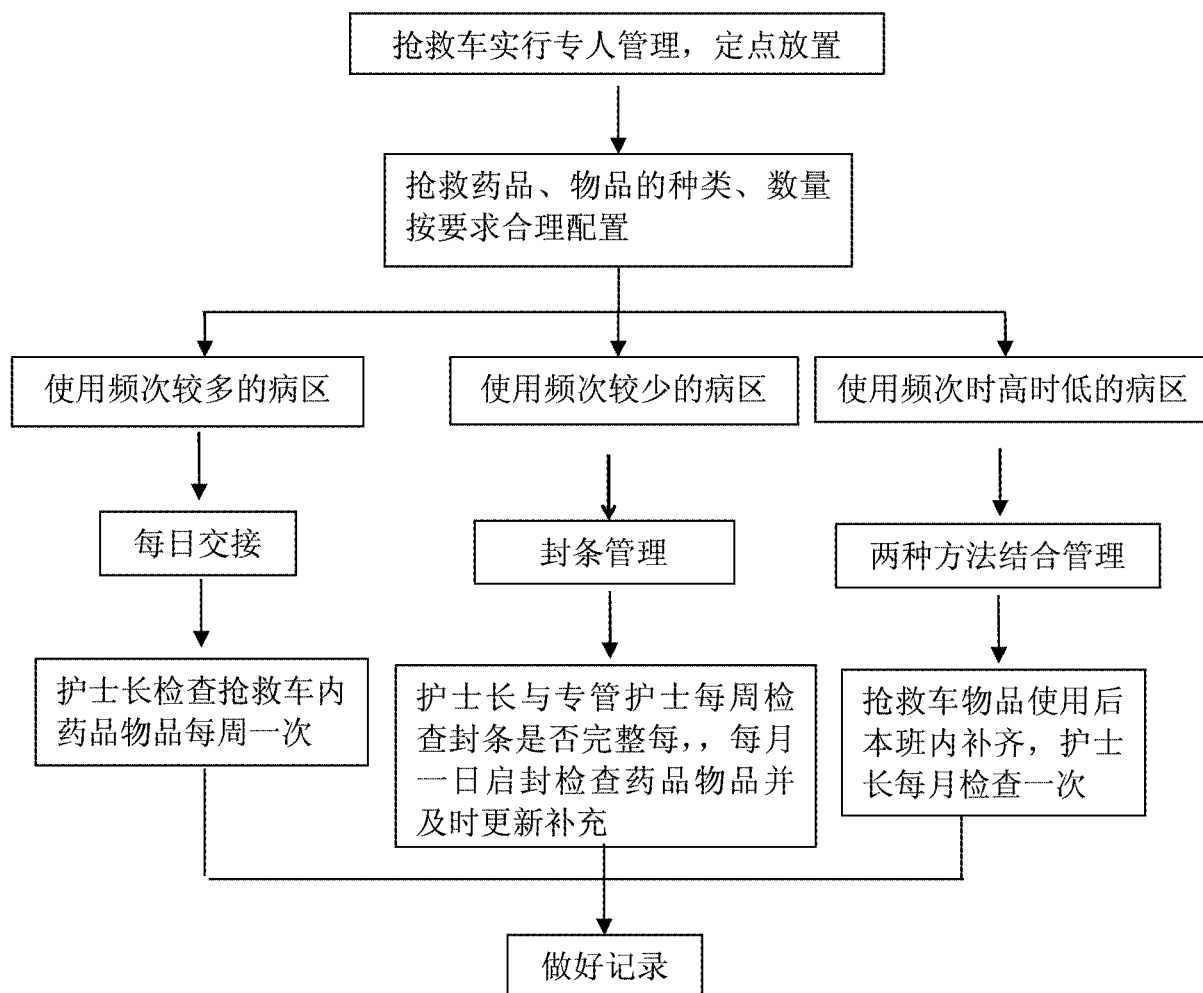 抢救车实行专人管理，定点放置
抢救药品、物品的种类、数量
按要求合理配置
使用频次较多的病区
使用频次较少的病区
使用频次时高时低的病区
每日交接
封条管理
两种方法结合管理
护士长检查抢救车内
药品物品每周一次
护士长与专管护士每周检
查封条是否完整每，，每月
一日启封检查药品物品并
及时更新补充
抢救车物品使用后
本班内补齐，护士
长每月检查一次
做好记录